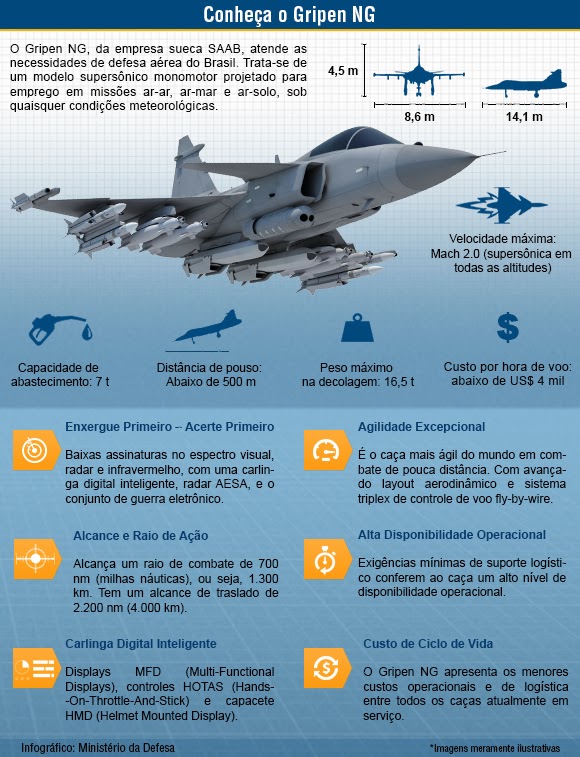 Conheça o Gripen NG
O Gripen NG, da empresa sueca SAAB, atende as
necessidades de defesa aérea do Brasil. Trata-se de
um modelo supersônico monomotor projetado para
emprego em missões ar-ar, ar-mar e ar-solo, sob
quaisquer condições meteorológicas.
4,5 m
8,6 m
14,1 m
Velocidade máxima:
Mach 2.0 (supersônica em
todas as altitudes)
Capacidade de
abastecimento: 7 t
Distância de pouso:
Abaixo de 500 m
Peso máximo
na decolagem: 16,5 t
$
Custo por hora de voo:
abaixo de US$ 4 mil
Enxergue Primeiro -- Acerte Primeiro
Baixas assinaturas no espectro visual,
radar e infravermelho, com uma carlin-
ga digital inteligente, radar AESA, e o
conjunto de guerra eletrônico.
Agilidade Excepcional
É o caça mais ágil do mundo em com-
bate de pouca distância. Com avança-
do layout aerodinâmico e sistema
triplex de controle de voo fly-by-wire.
Alcance e Raio de Ação
Alcança um raio de combate de 700
nm (milhas náuticas), ou seja, 1.300
km. Tem um alcance de traslado de
2.200 nm (4.000 km).
Alta Disponibilidade Operacional
Exigências mínimas de suporte logísti-
co conferem ao caça um alto nível de
disponibilidade operacional.
Carlinga Digital Inteligente
Displays MFD (Multi-Functional
Displays), controles HOTAS (Hands-
-On-Throttle-And-Stick) e capacete
HMD (Helmet Mounted Display).
$
Custo de Ciclo de Vida
O Gripen NG apresenta os menores
custos operacionais e de logística
entre todos os caças atualmente em
serviço.
Infográfico: Ministério da Defesa
*Imagens meramente ilustrativas